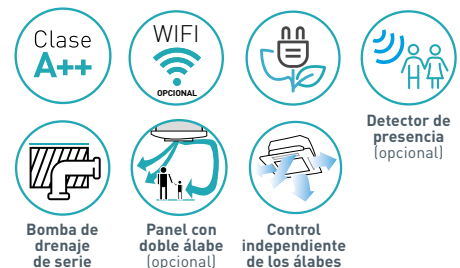 Clase
A++
WIFI
OPCIONAL
Detector de
presencia
(opcional)
Bomba de
drenaje
de serie
Panel con
doble álabe
(opcional)
Control
independiente
de los álabes